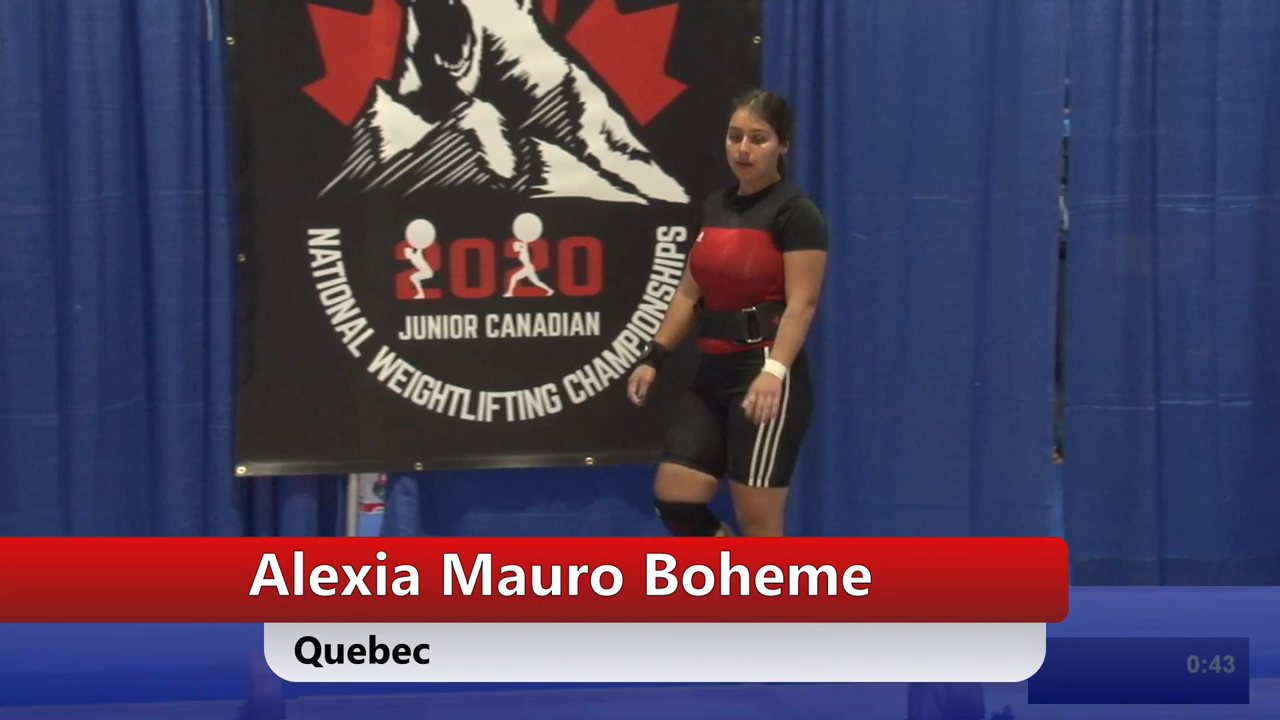 2020
JUNIOR CANADIAN
NATIONAL WEIGHTLIFTING CHAMPIONSHIPS
Alexia Mauro Boheme
Quebec
0:43